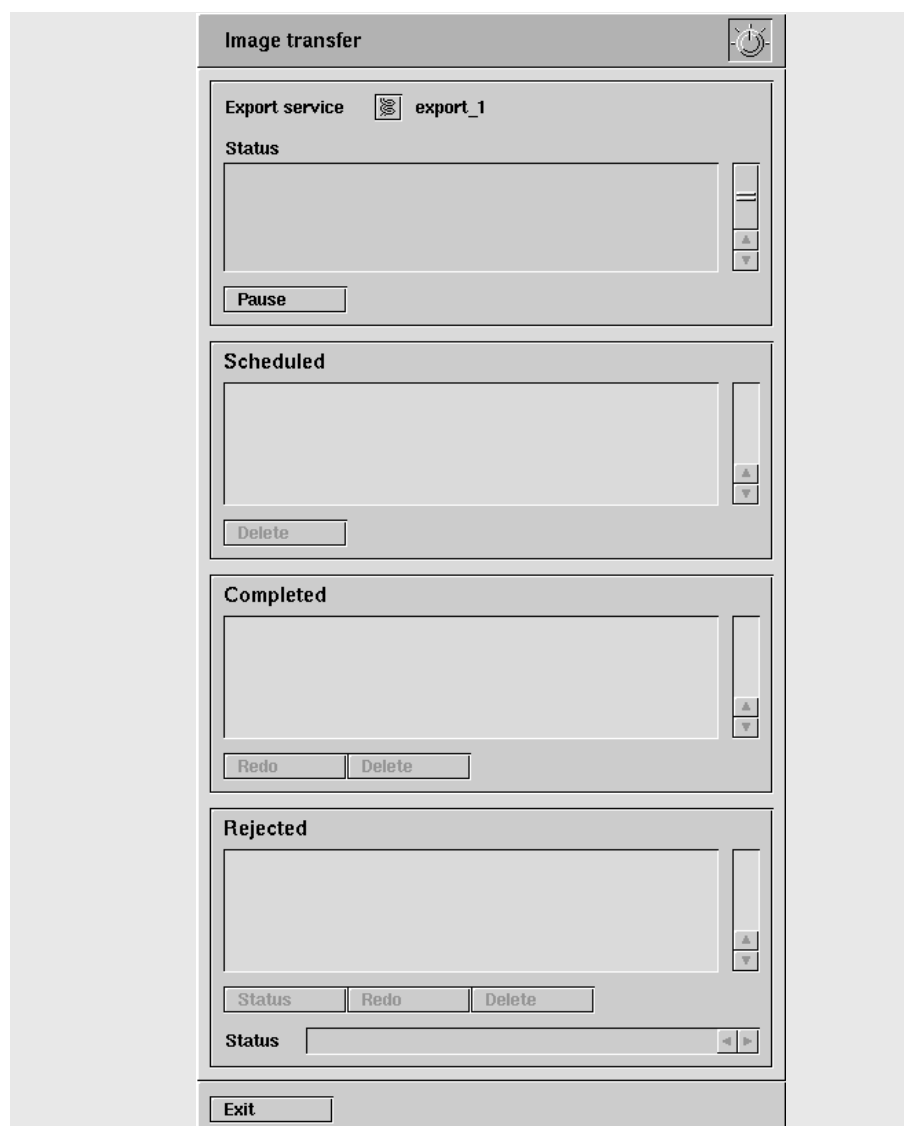 Image transfer
Export service export_1
Status
Pause
Scheduled
Delete
Completed
Redo Delete
Rejected
Status Redo Delete
Status
Exit